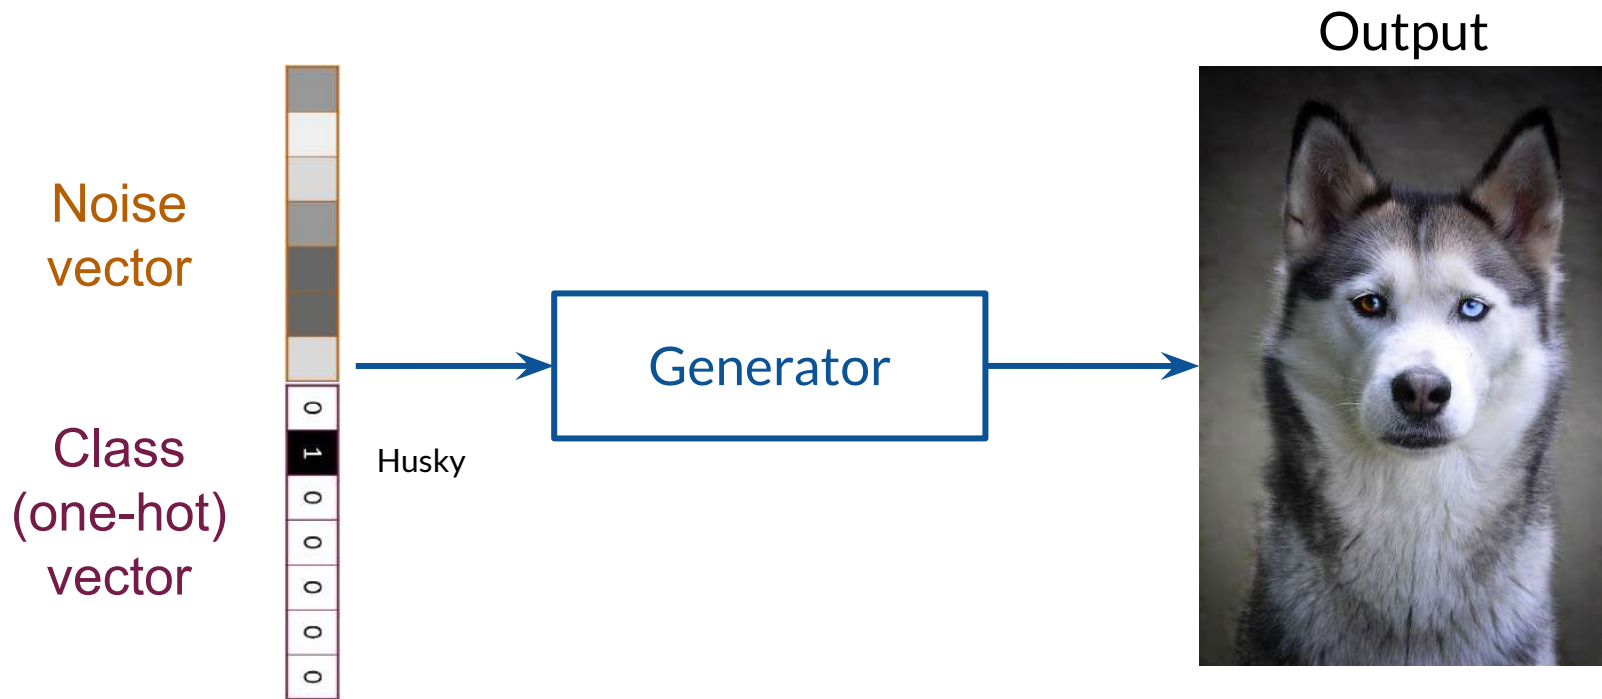 Output
Noise
vector
Generator
Class
(one-hot)
vector
Husky
0
1
0
0
0
0
0